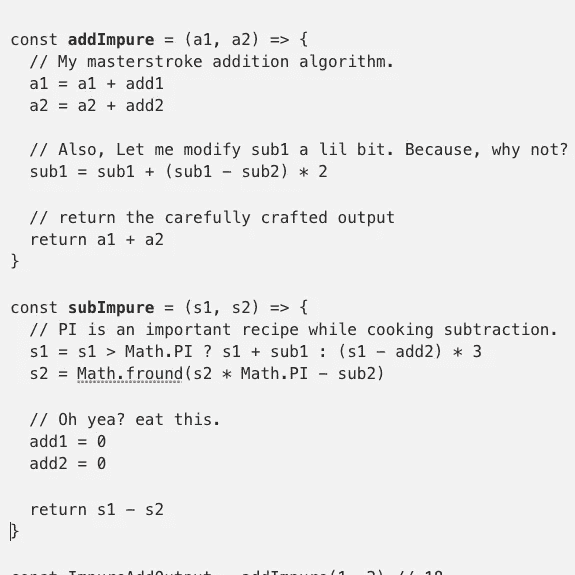 const addImpure = (a1, a2) => {
// My masterstroke addition algorithm.
a1 = a1 + add1
a2 = a2 + add2
// Also, Let me modify sub1 a lil bit. Because, why not?
sub1 = sub1 + (sub1 - sub2) * 2
// return the carefully crafted output
return a1 + a2
}
const subImpure = (s1, s2) => {
// PI is an important recipe while cooking subtraction.
s1 = s1 > Math.PI ? s1 + sub1 : (s1 - add2) * 3
s2 = Math.fround(s2 * Math.PI - sub2)
// Oh yea? eat this.
add1 = 0
add2 = 0
return s1 - s2
}